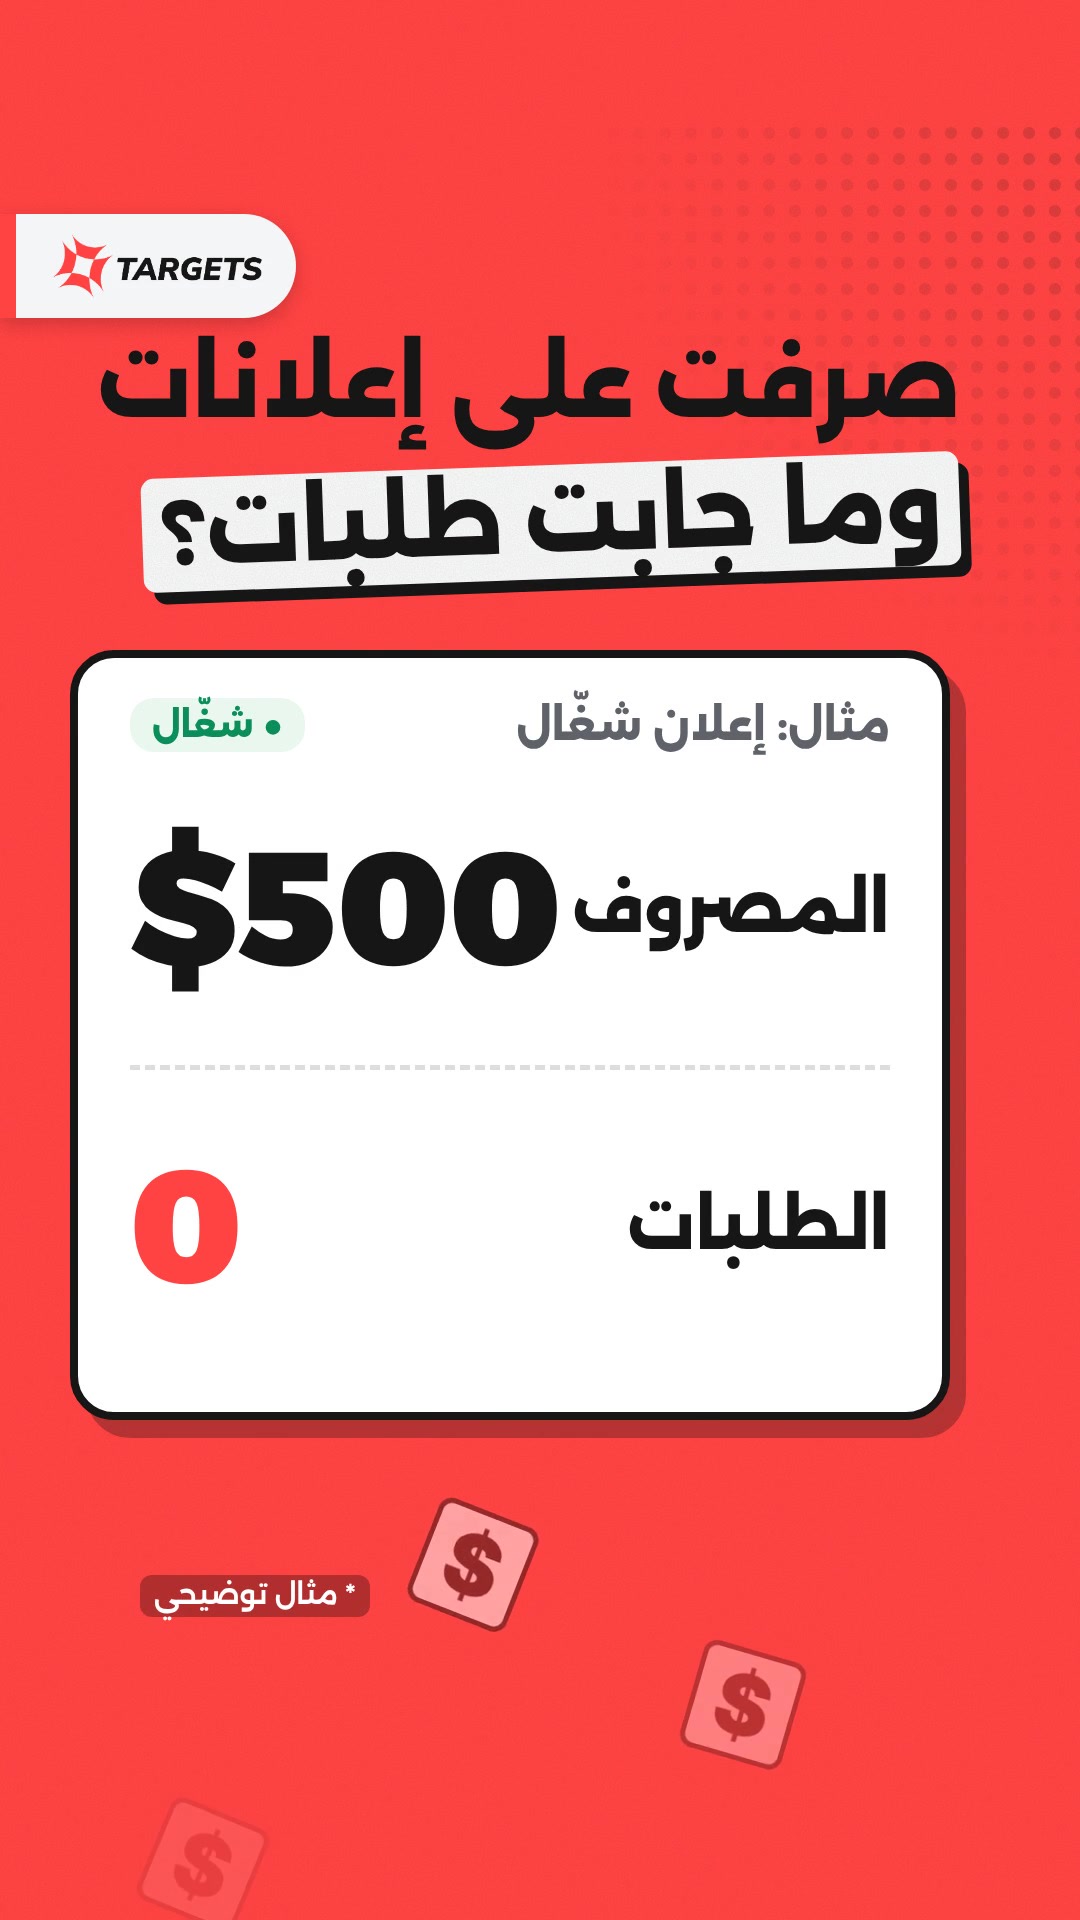 TARGETS
صرفت على إعلانات
وما جابت طلبات؟
مثال: إعلان شغّال
• شغّال
المصروف $500
الطلبات 0
* مثال توضيحي
$
$
$